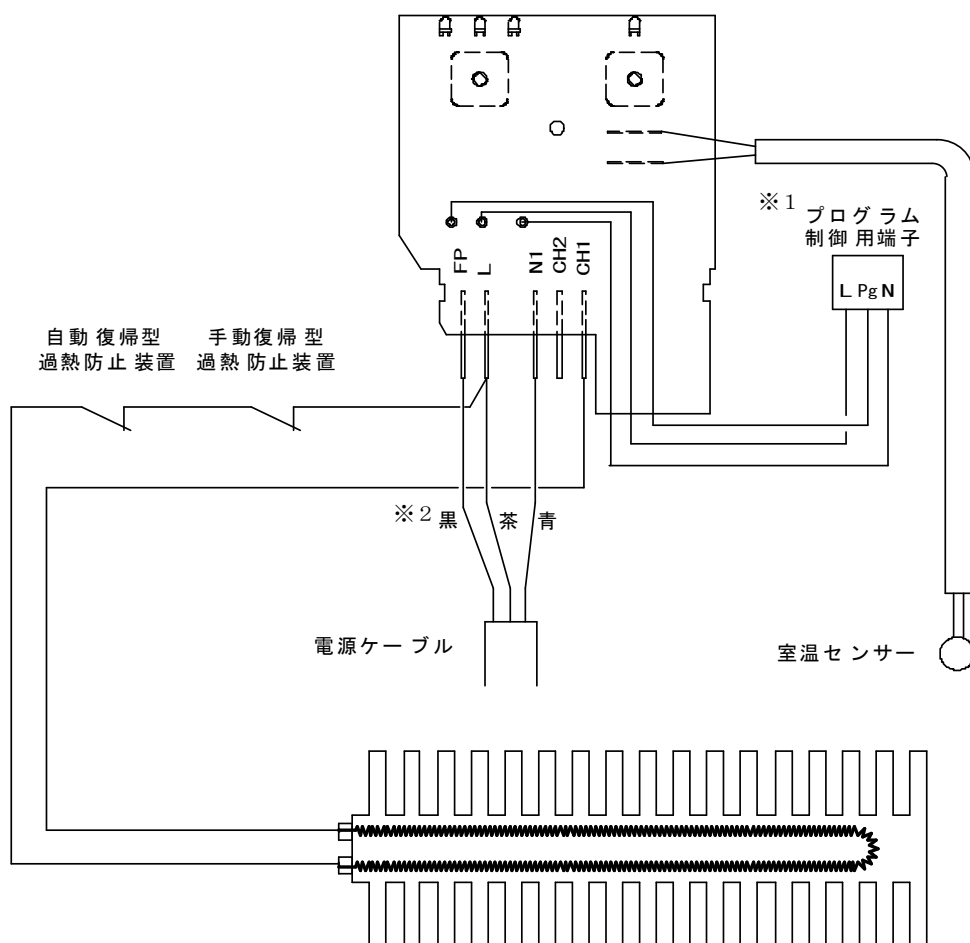 ※1
プログラム
制御用端子
L Pg N
FP
L
N1
CH2
CH1
自動復帰型
過熱防止装置
手動復帰型
過熱防止装置
※2
黒
茶
青
電源ケーブル
室温センサー